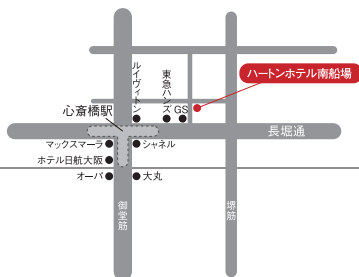 ルイヴィトン
東急ハンズ
GS
ハートンホテル南船場
心斎橋駅
長堀通
マックスマーラ
シャネル
ホテル日航大阪
オーパ
大丸
御堂筋
堺筋